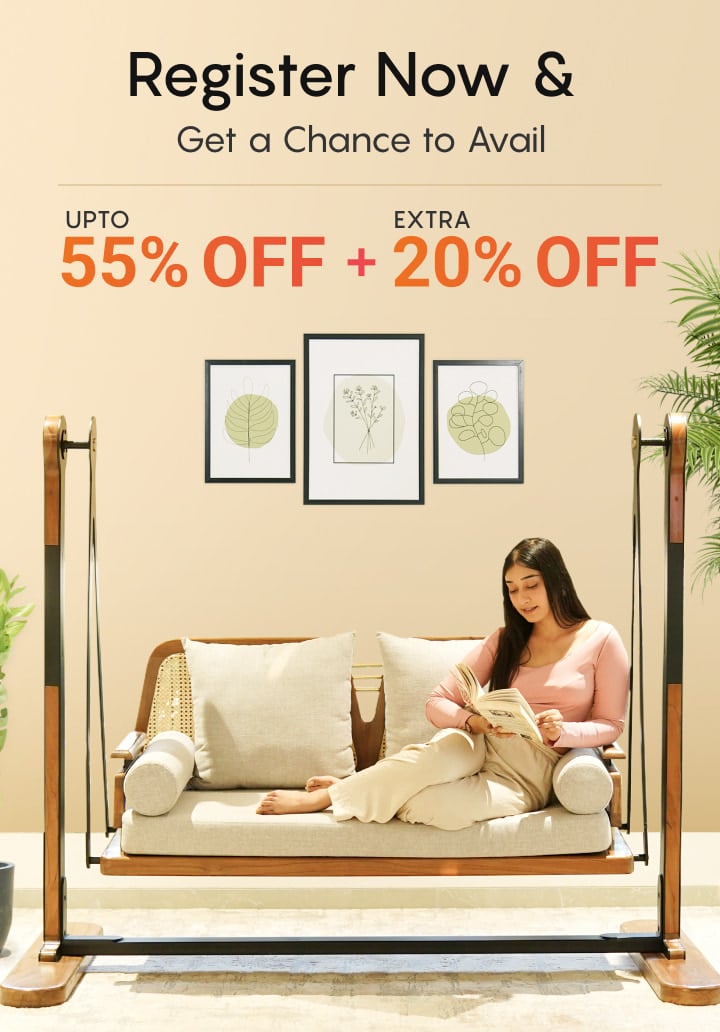 Register Now &
Get a Chance to Avail
UPTO
55% OFF + 
EXTRA
20% OFF